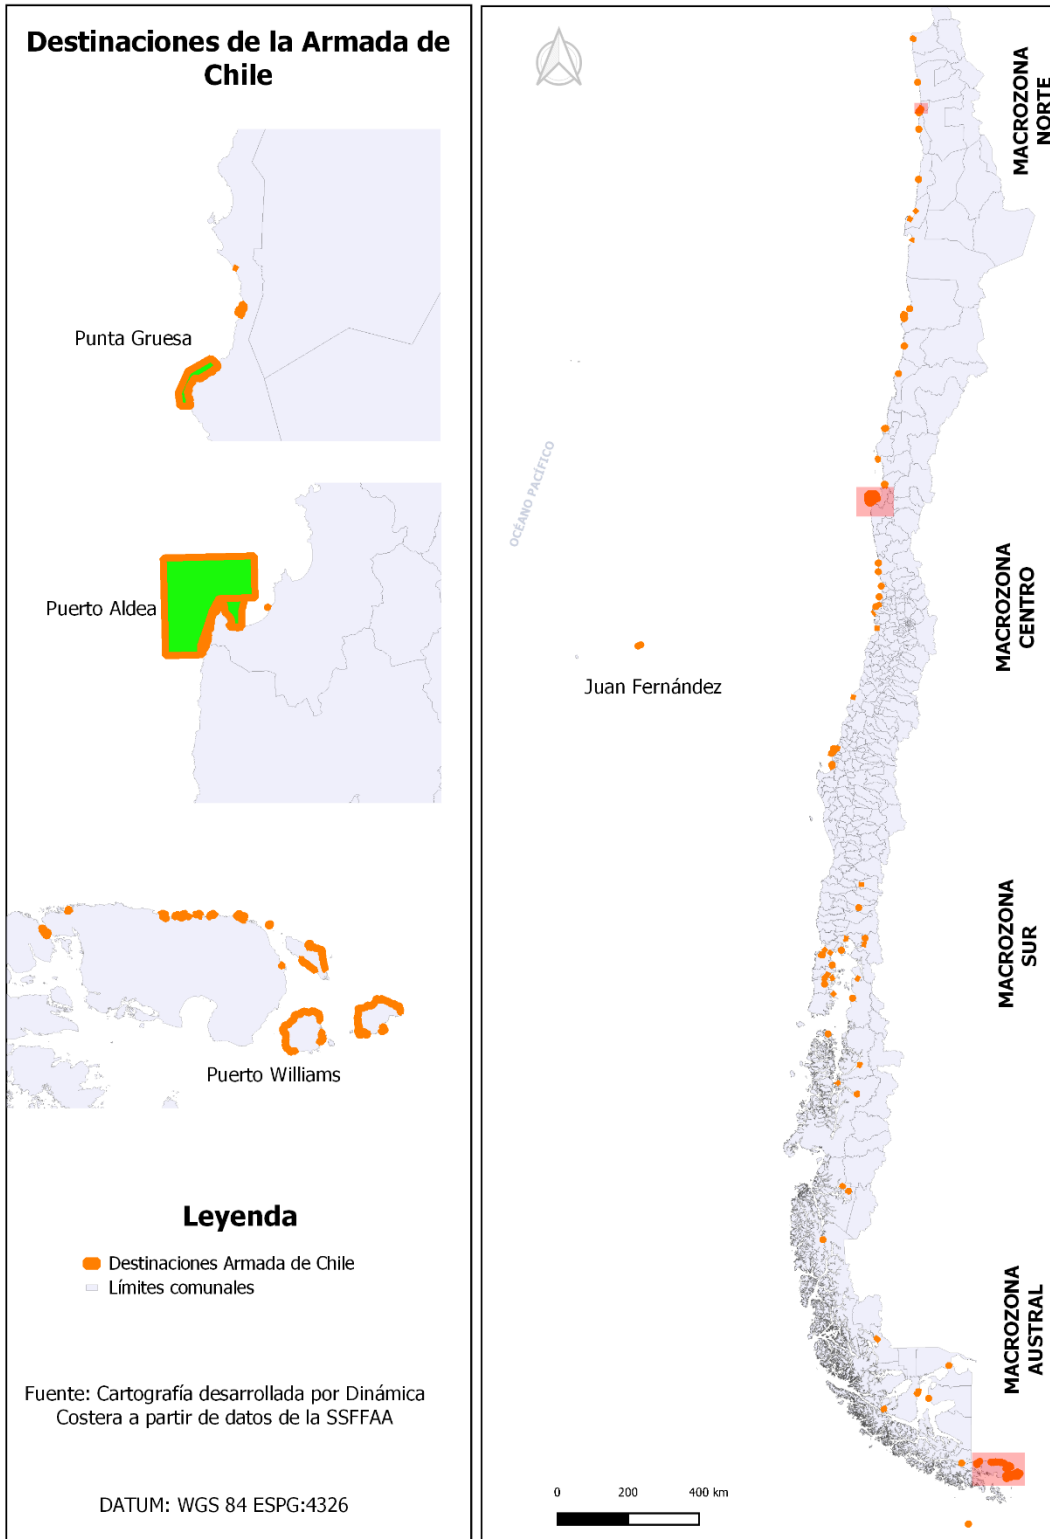 Destinaciones de la Armada de
Chile
Punta Gruesa
Puerto Aldea
Puerto Williams
Leyenda
Destinaciones Armada de Chile
Límites comunales
Fuente: Cartografía desarrollada por Dinámica
Costera a partir de datos de la SSFFAA
DATUM: WGS 84 ESPG:4326
MACROZONA
NORTE
OCÉANO PACÍFICO
MACROZONA
CENTRO
Juan Fernández
MACROZONA
SUR
MACROZONA
AUSTRAL
0 200 400 km